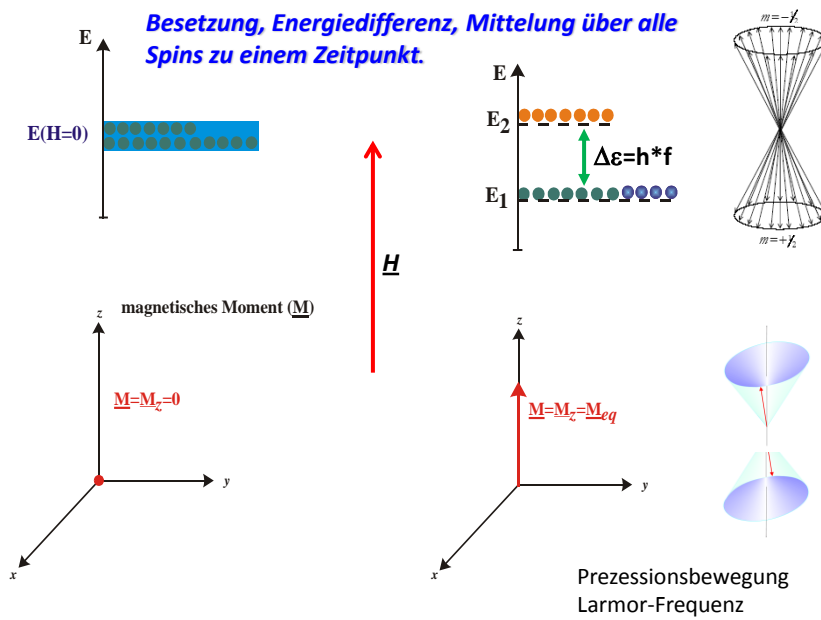 Besetzung, Energiedifferenz, Mittelung über alle
Spins zu einem Zeitpunkt.
E
E(H=0)
H
E
E2
Δε=h*f
E1
m=-½
m=+½
magnetisches Moment (M)
z
M=Mz=0
y
x
z
M=Mz=Meq
y
x
Prezessionsbewegung
Larmor-Frequenz